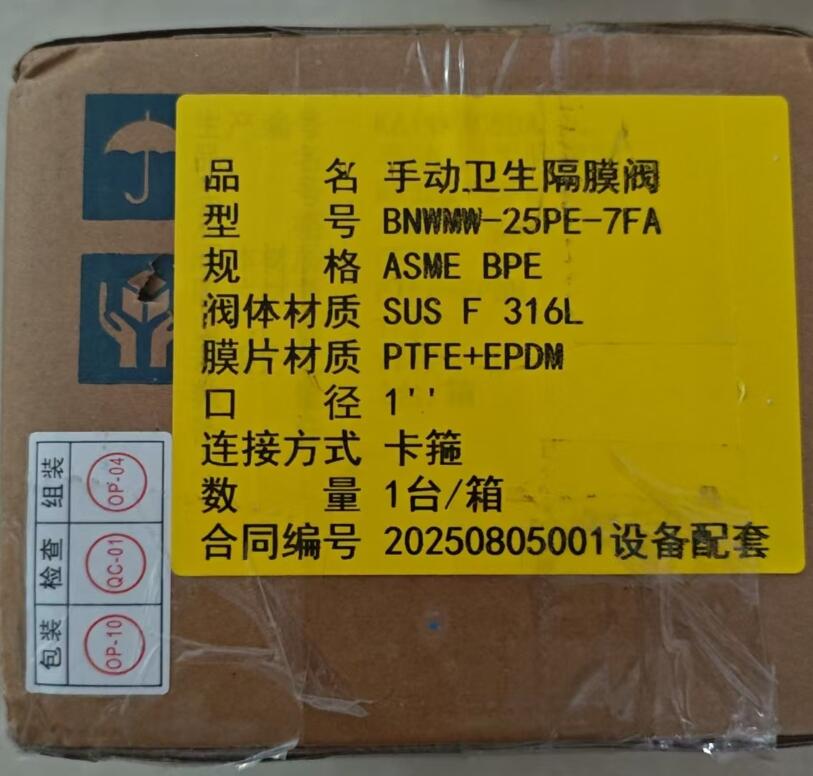 品 名 手动卫生隔膜阀
型 号 BNWMW-25PE-7FA
规 格 ASME BPE
阀体材质 SUS F 316L
膜片材质 PTFE+EPDM
口 径 1''
连接方式 卡箍
数 量 1台/箱
合同编号 20250805001设备配套
组装 OP-04
检查 QC-01
包装 OP-10